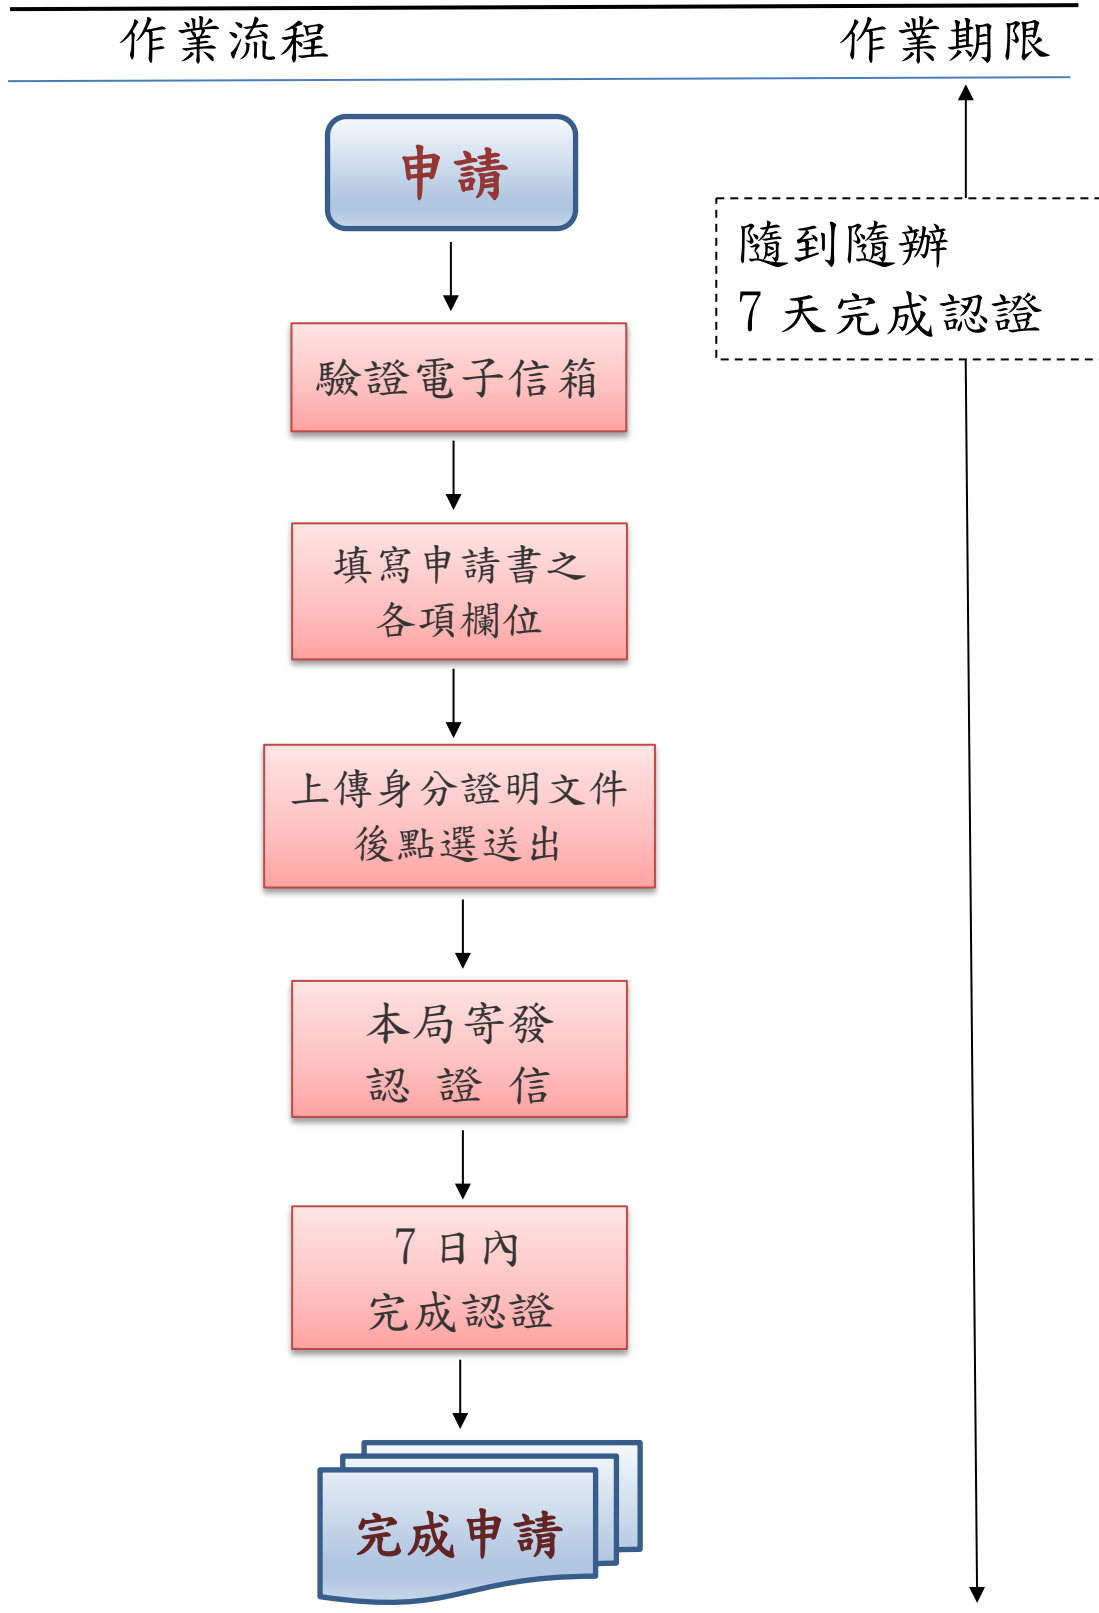 作業流程
作業期限
申請
隨到隨辦
7 天完成認證
驗證電子信箱
填寫申請書之
各項欄位
上傳身分證明文件
後點選送出
本局寄發
認 證 信
7 日內
完成認證
完成申請